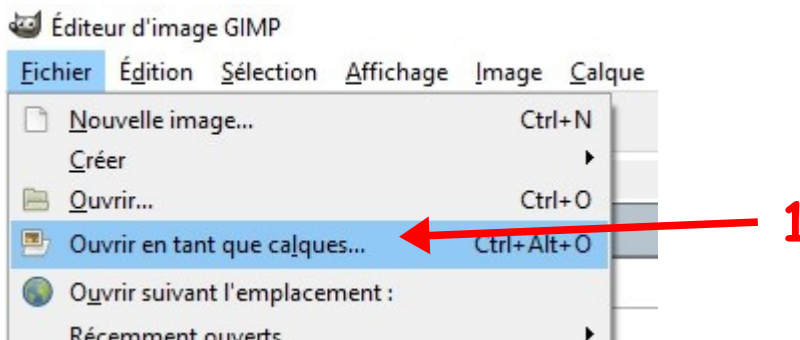 Éditeur d'image GIMP
Fichier Édition Sélection Affichage Image Calque
Nouvelle image... Ctrl+N
Créer
Ouvrir... Ctrl+O
Ouvrir en tant que calques... Ctrl+Alt+O
1
Ouvrir suivant l'emplacement :
Récemment ouverts